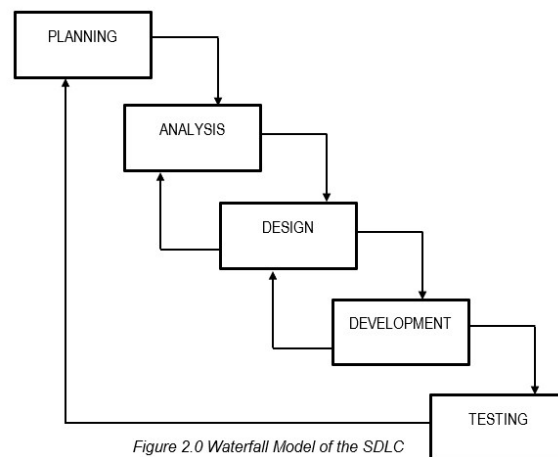 PLANNING
ANALYSIS
DESIGN
DEVELOPMENT
TESTING
Figure 2.0 Waterfall Model of the SDLC